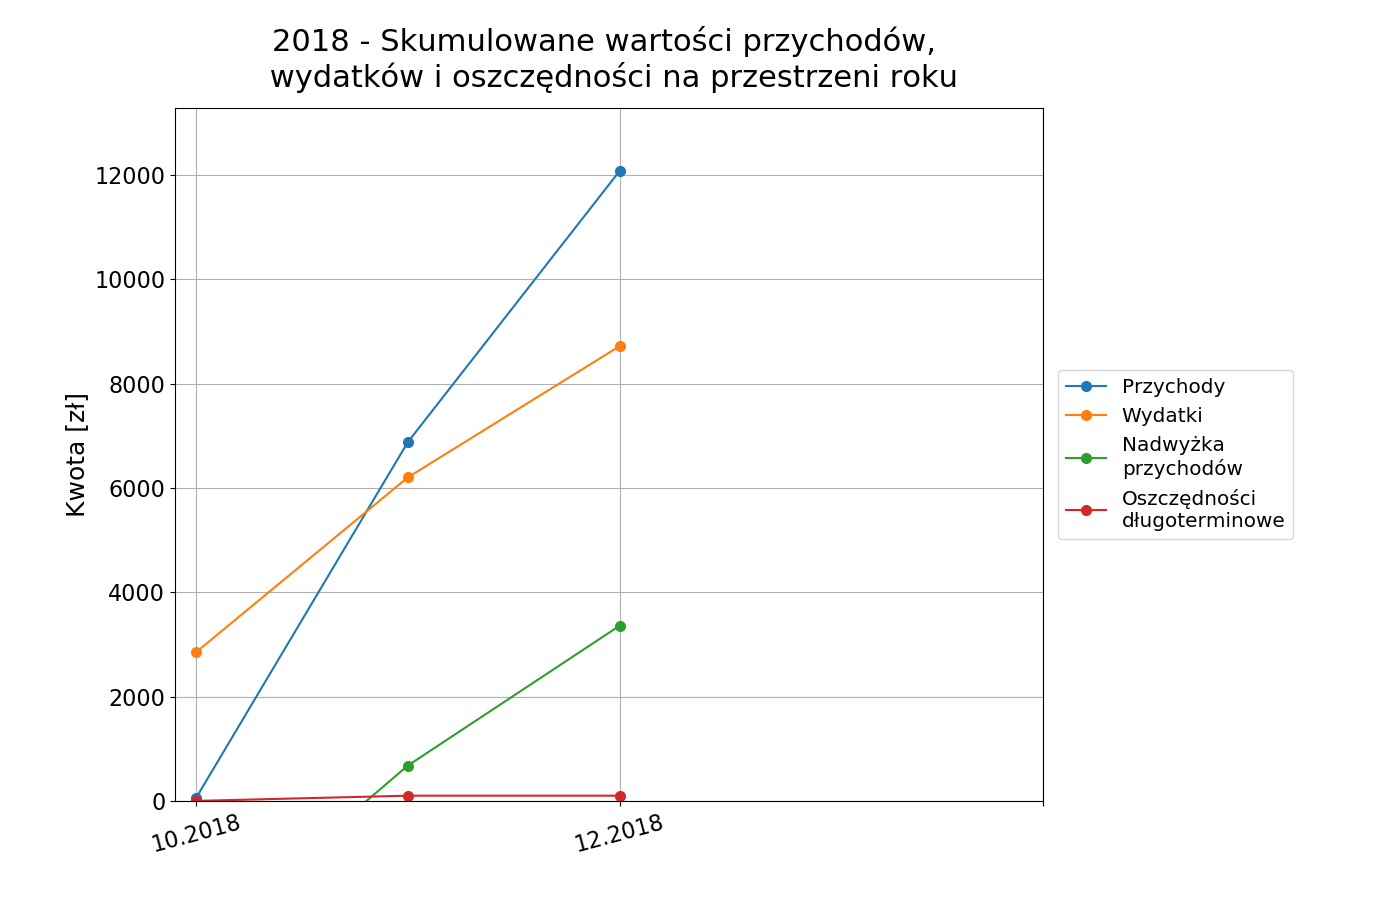 2018 - Skumulowane wartości przychodów,
wydatków i oszczędności na przestrzeni roku
Kwota [zł]
12000
10000
8000
6000
4000
2000
0
10.2018
12.2018
Przychody
Wydatki
Nadwyżka
przychodów
Oszczędności
długoterminowe